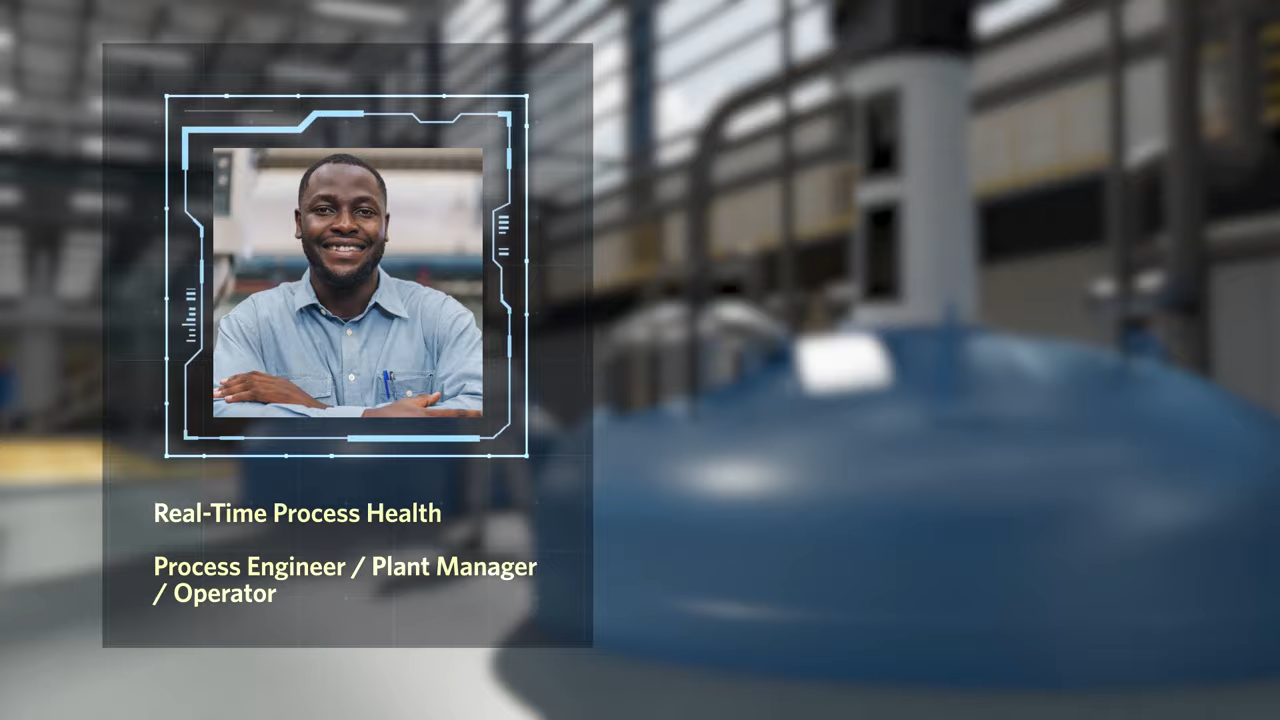 Real-Time Process Health
Process Engineer / Plant Manager
/ Operator